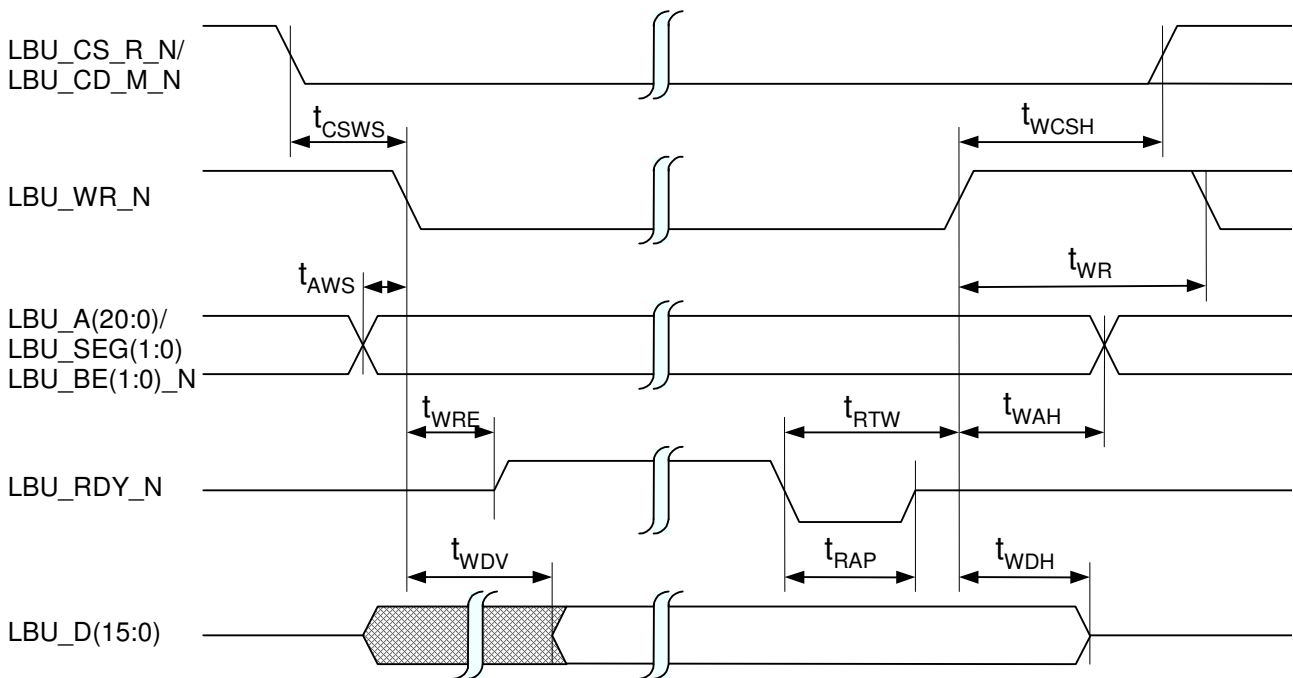 LBU_CS_R_N/
LBU_CD_M_N
tCSWS
tWCSH
LBU_WR_N
tAWS
tWR
LBU_A(20:0)/
LBU_SEG(1:0)
LBU_BE(1:0)_N
tWRE
tRTW
tWAH
LBU_RDY_N
tWDV
tRAP
tWDH
LBU_D(15:0)